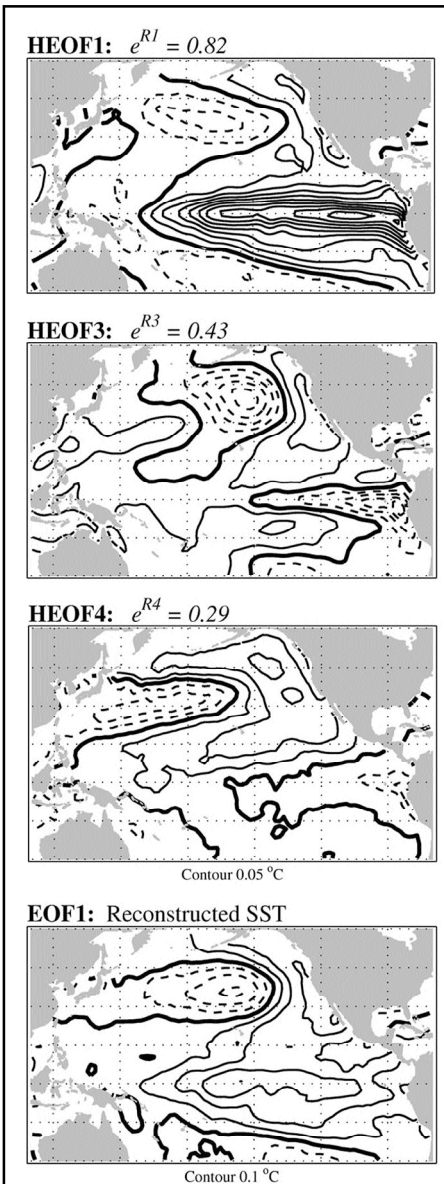 HEOF1: e^R1 = 0.82
HEOF3: e^R3 = 0.43
HEOF4: e^R4 = 0.29
Contour 0.05 °C
EOF1: Reconstructed SST
Contour 0.1 °C